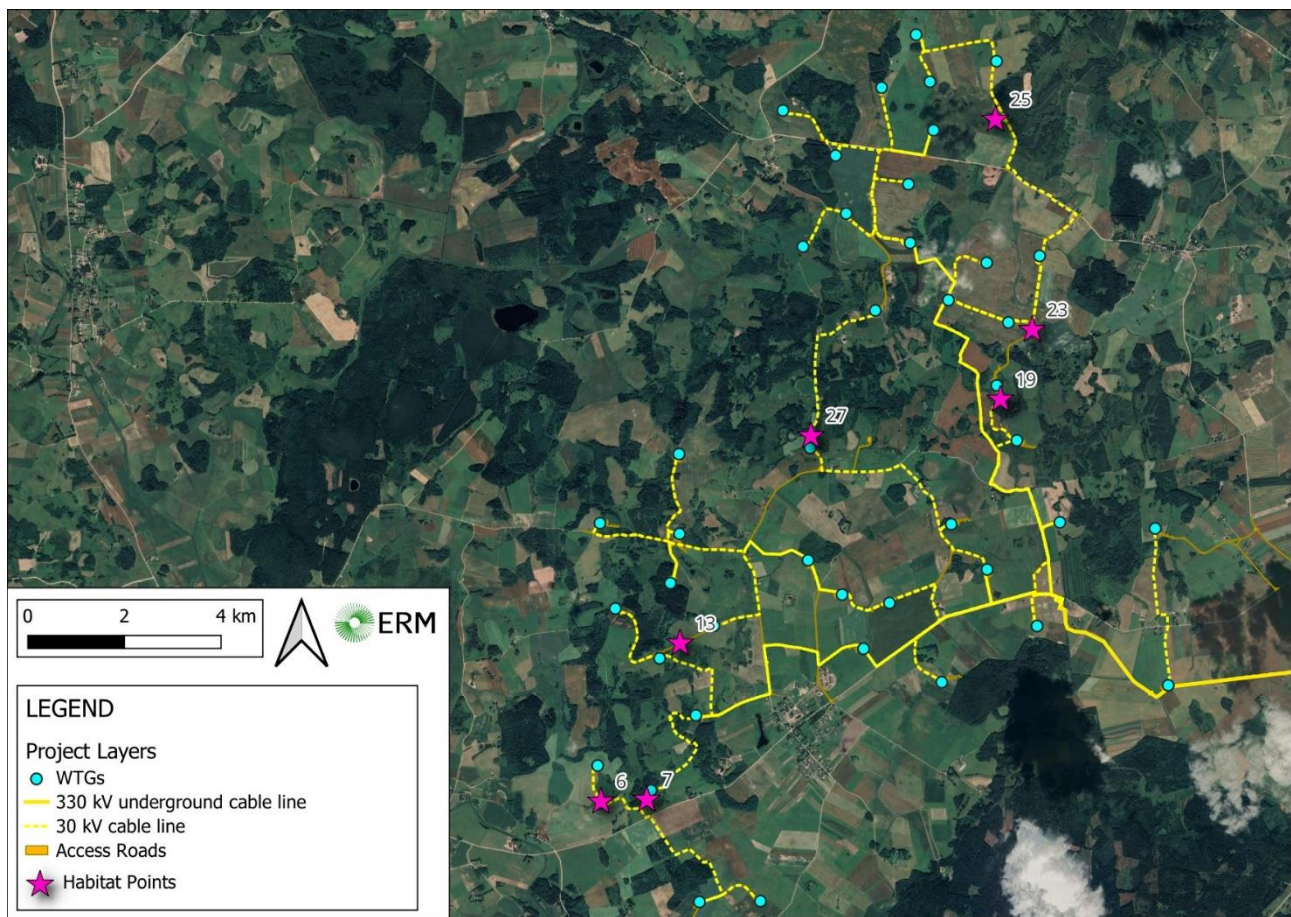 25
23
19
27
13
6
7
0 2 4 km
ERM
LEGEND
Project Layers
WTGs
330 kV underground cable line
30 kV cable line
Access Roads
Habitat Points